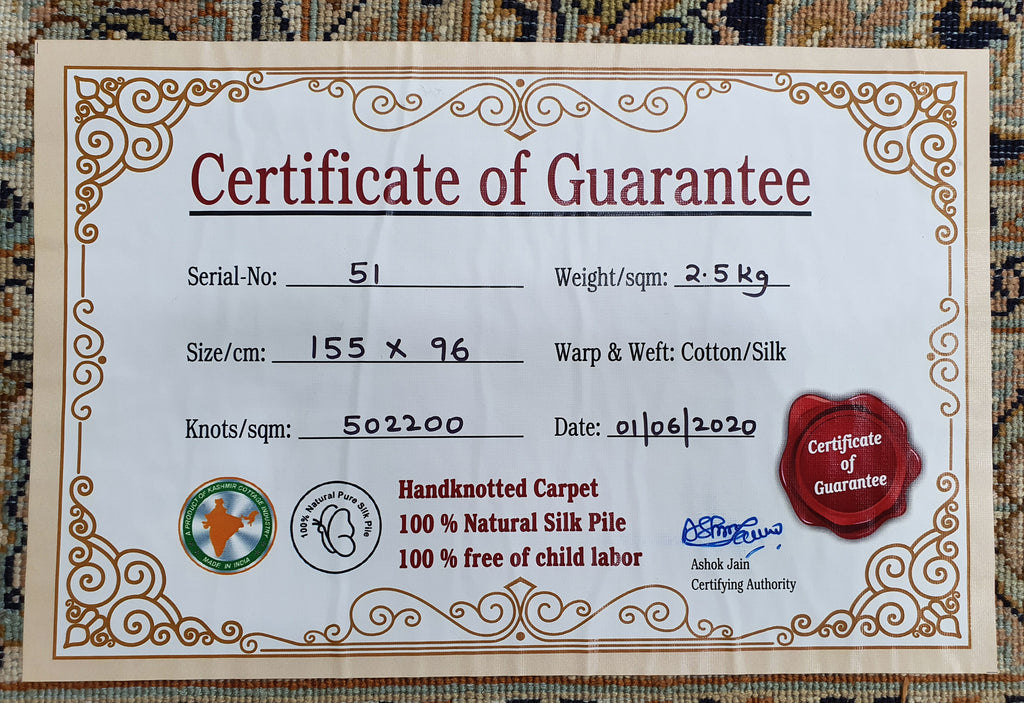 Certificate of Guarantee
Serial-No: 51
Weight/sqm: 2.5 kg
Size/cm: 155 x 96
Warp & Weft: Cotton/Silk
Knots/sqm: 502200
Date: 01/06/2020
Certificate
of
Guarantee
A PRODUCT OF KASHMIR COTTAGE INDUSTRY
MADE IN INDIA
100% Natural Pure Silk Pile
Handknotted Carpet
100 % Natural Silk Pile
100 % free of child labor
Ashok Jain
Certifying Authority